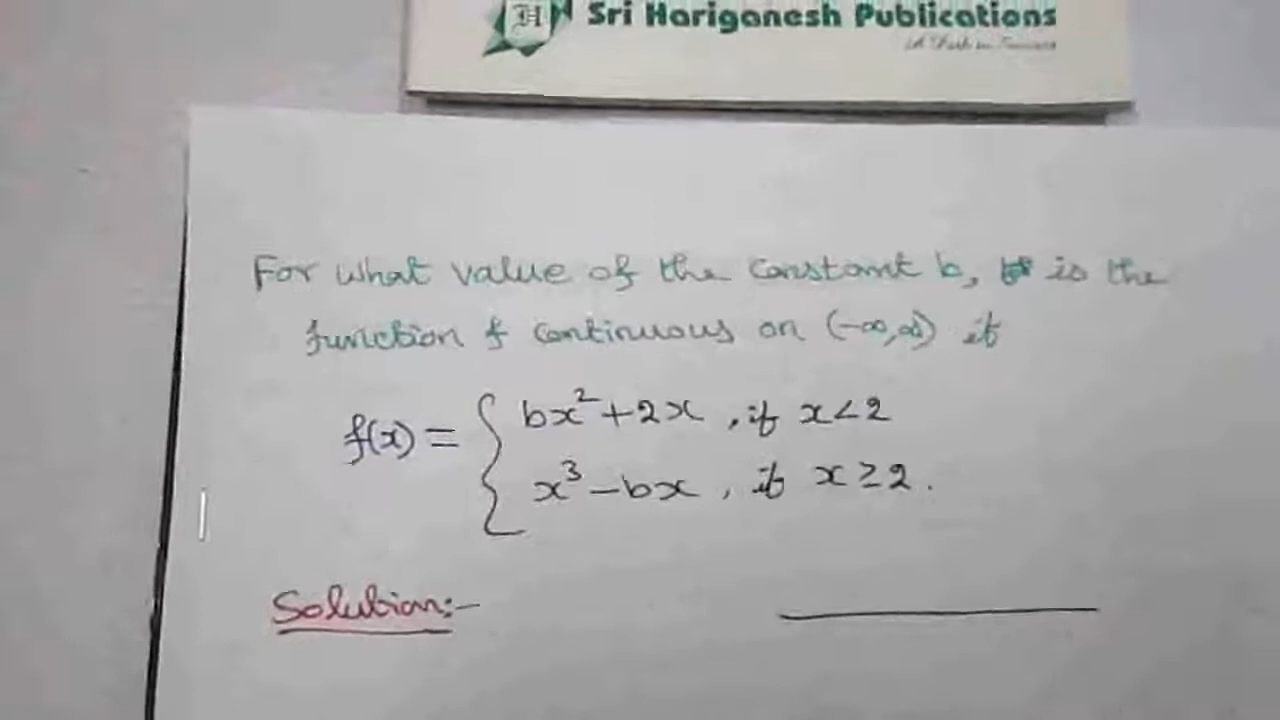 H Sri Hariganesh Publications
For what value of the constant b, is the
function f continuous on (-∞,∞) if
f(x) = { bx² + 2x , if x < 2
x³ - bx , if x ≥ 2 .
Solution:-